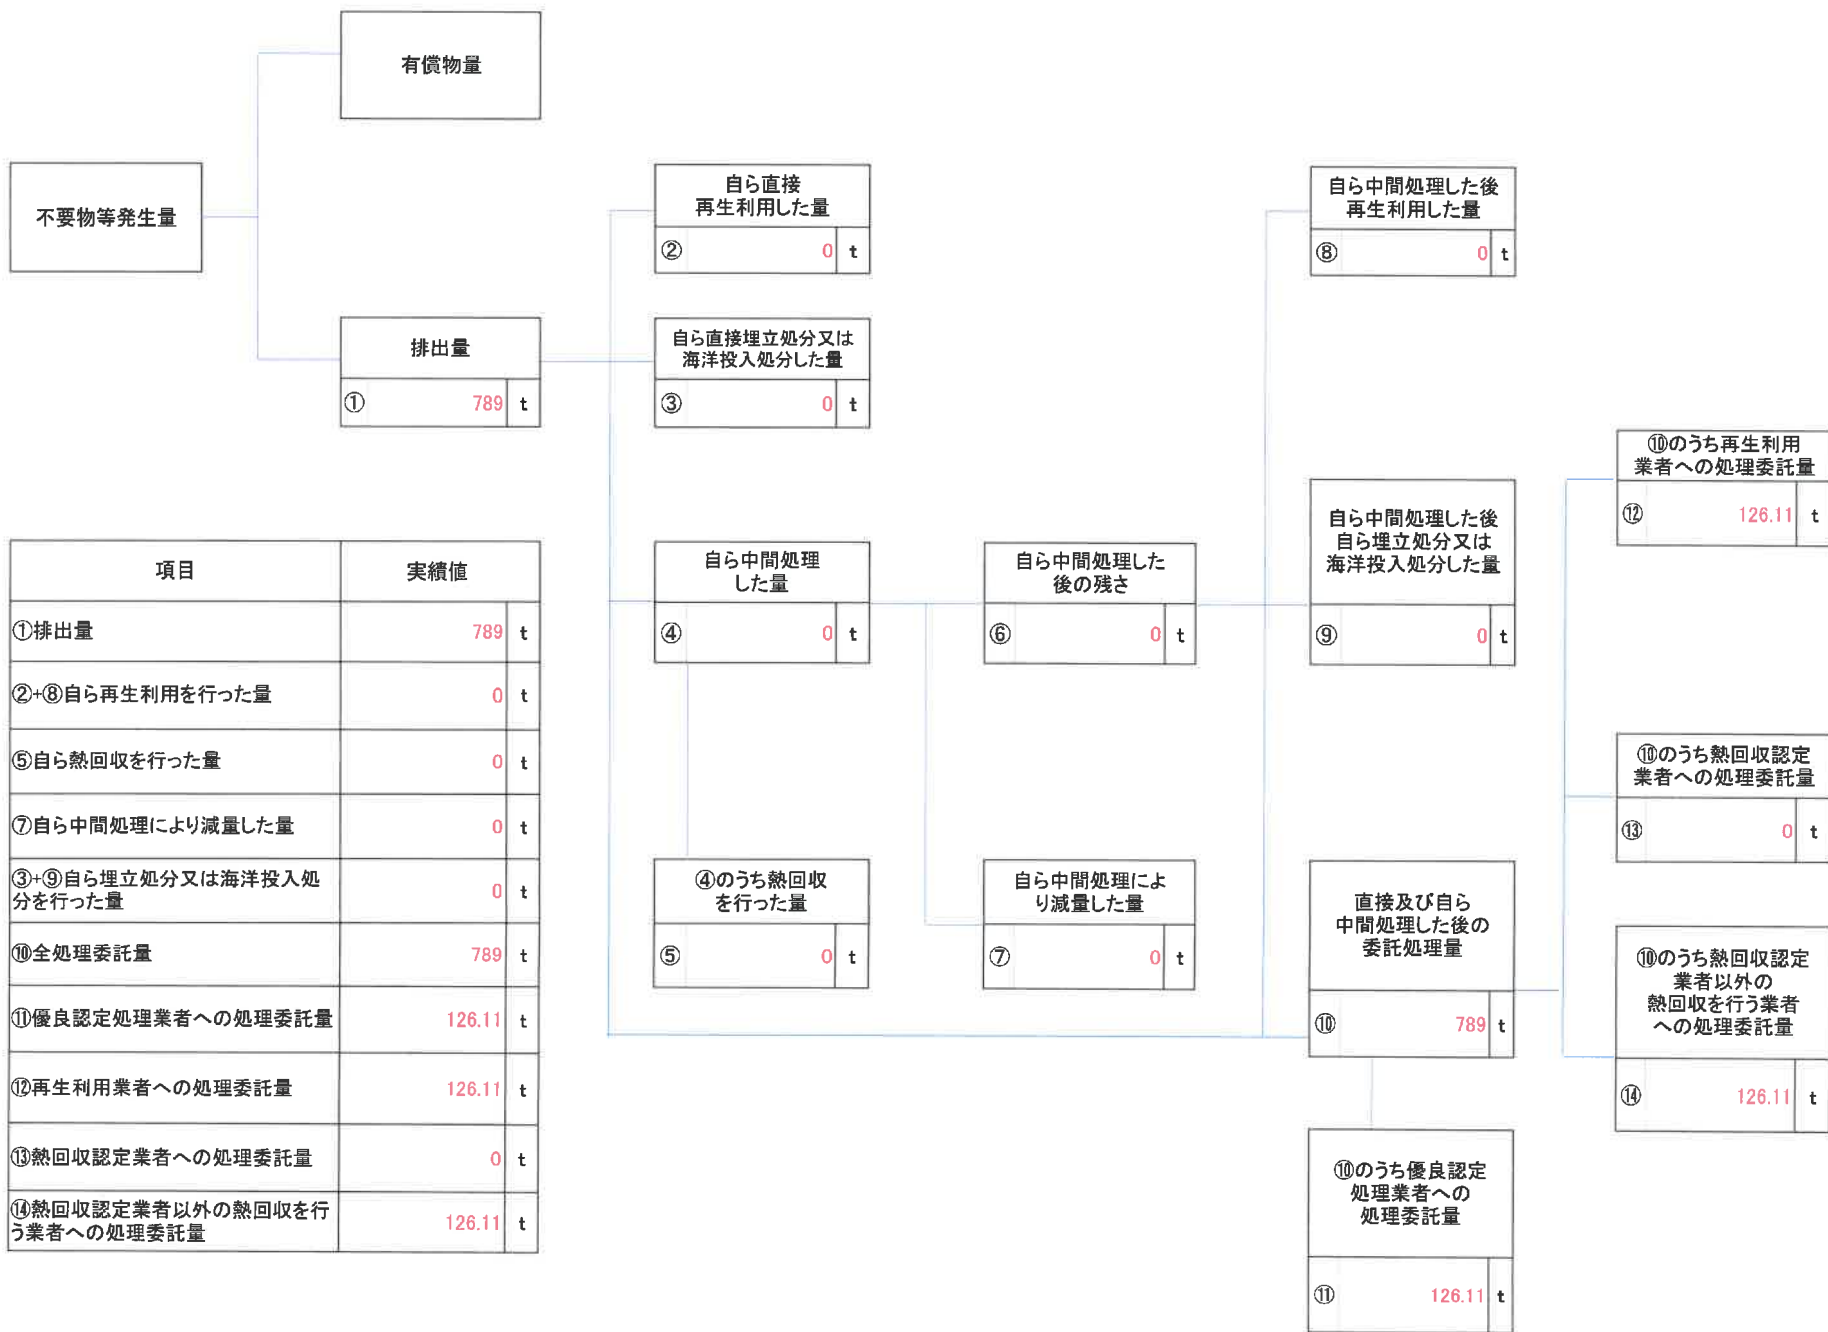 有償物量
不要物等発生量
排出量
① 789 t
自ら直接
再生利用した量
② 0 t
自ら直接埋立処分又は
海洋投入処分した量
③ 0 t
自ら中間処理
した量
④ 0 t
④のうち熱回収
を行った量
⑤ 0 t
自ら中間処理した
後の残さ
⑥ 0 t
自ら中間処理によ
り減量した量
⑦ 0 t
自ら中間処理した後
再生利用した量
⑧ 0 t
自ら中間処理した後
自ら埋立処分又は
海洋投入処分した量
⑨ 0 t
直接及び自ら
中間処理した後の
委託処理量
⑩ 789 t
⑩のうち優良認定
処理業者への
処理委託量
⑪ 126.11 t
⑩のうち再生利用
業者への処理委託量
⑫ 126.11 t
⑩のうち熱回収認定
業者への処理委託量
⑬ 0 t
⑩のうち熱回収認定
業者以外の
熱回収を行う業者
への処理委託量
⑭ 126.11 t
項目 実績値
①排出量 789 t
②+⑧自ら再生利用を行った量 0 t
⑤自ら熱回収を行った量 0 t
⑦自ら中間処理により減量した量 0 t
③+⑨自ら埋立処分又は海洋投入処
分を行った量 0 t
⑩全処理委託量 789 t
⑪優良認定処理業者への処理委託量 126.11 t
⑫再生利用業者への処理委託量 126.11 t
⑬熱回収認定業者への処理委託量 0 t
⑭熱回収認定業者以外の熱回収を行
う業者への処理委託量 126.11 t